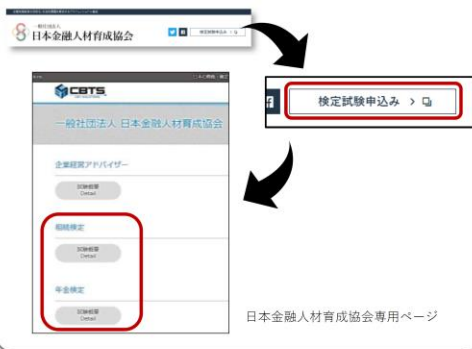 一般社団法人
日本金融人材育成協会
検定試験申込み >
検定試験申込み >
CBTS
一般社団法人 日本金融人材育成協会
企業経営アドバイザー
試験概要
Detail
相続検定
試験概要
Detail
年金検定
試験概要
Detail
日本金融人材育成協会専用ページ